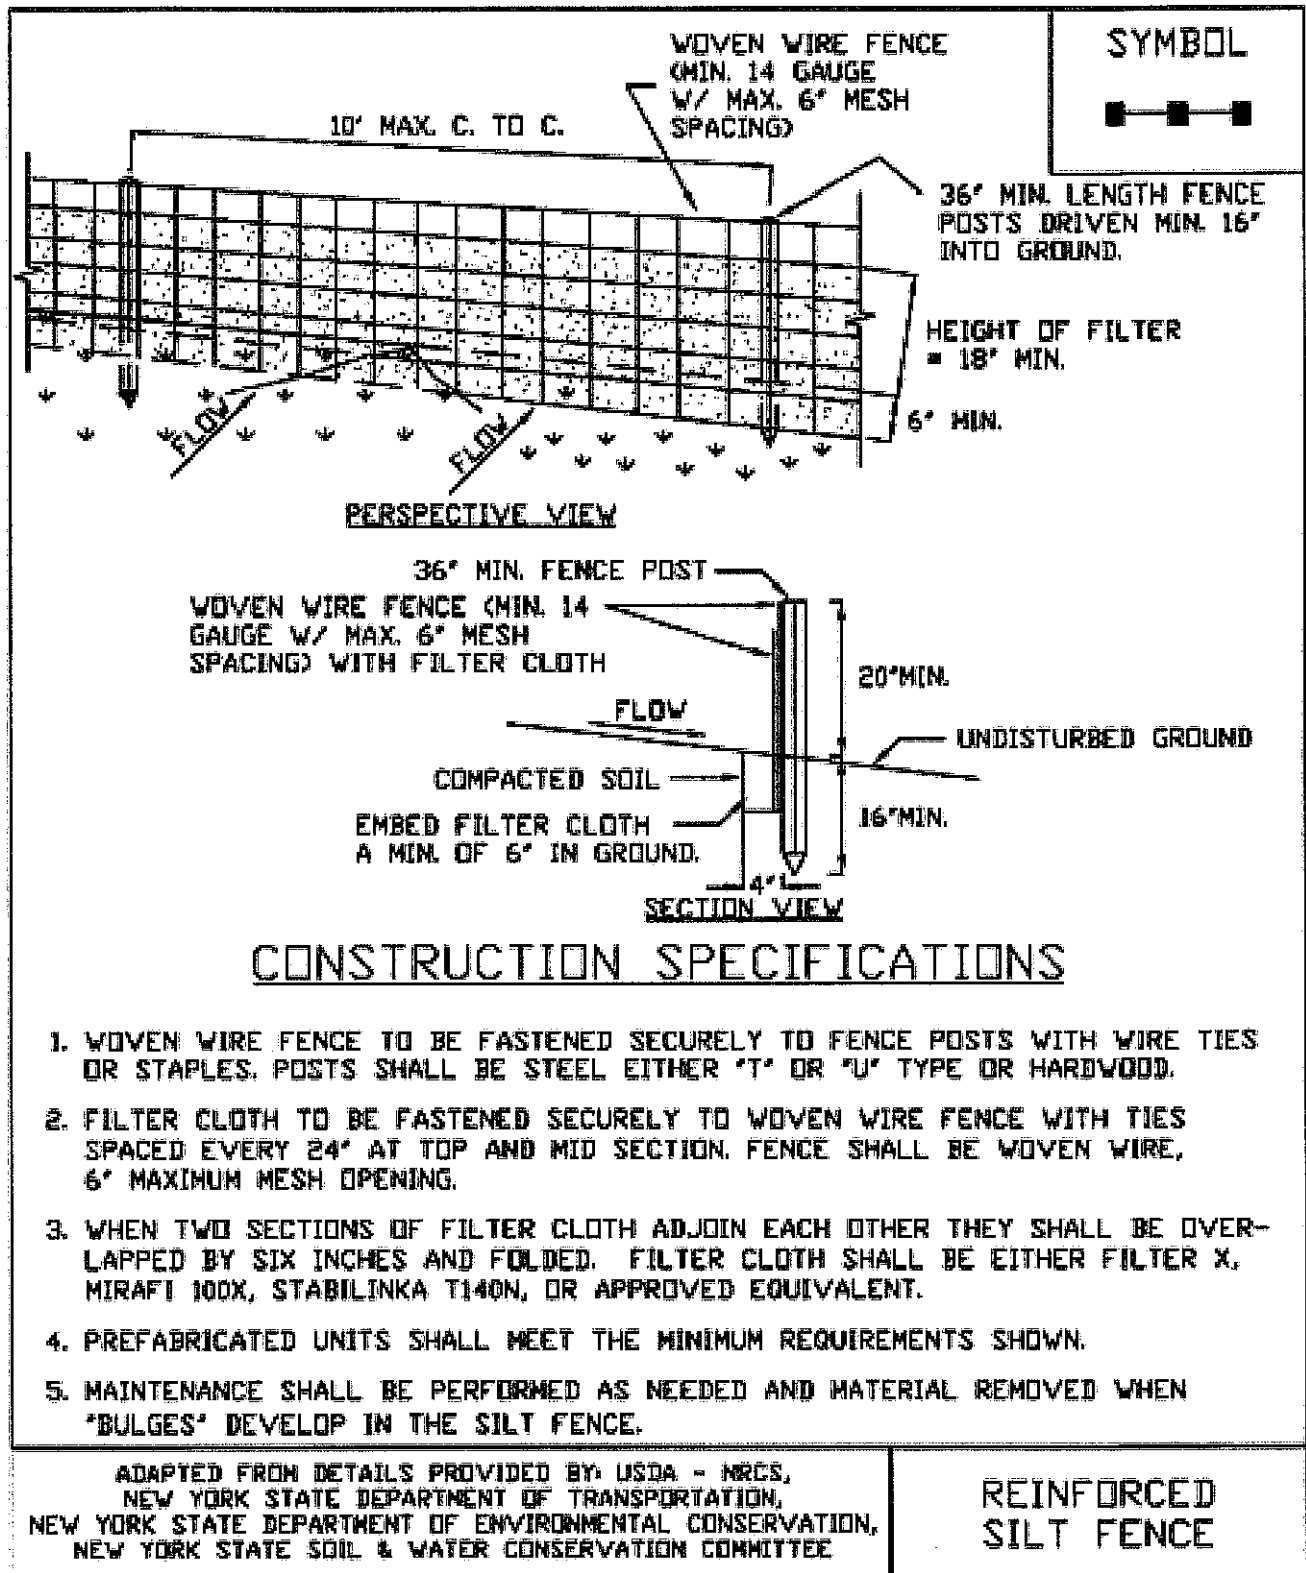 WOVEN WIRE FENCE
(MIN. 14 GAUGE
W/ MAX. 6" MESH
SPACING)
SYMBOL
10' MAX. C. TO C.
36" MIN. LENGTH FENCE
POSTS DRIVEN MIN. 16"
INTO GROUND.
HEIGHT OF FILTER
= 18" MIN.
6" MIN.
FLOW
FLOW
PERSPECTIVE VIEW
36" MIN. FENCE POST
WOVEN WIRE FENCE (MIN. 14
GAUGE W/ MAX. 6" MESH
SPACING) WITH FILTER CLOTH
20"MIN.
FLOW
UNDISTURBED GROUND
COMPACTED SOIL
EMBED FILTER CLOTH
A MIN. OF 6" IN GROUND.
16"MIN.
4"
SECTION VIEW
CONSTRUCTION SPECIFICATIONS
1. WOVEN WIRE FENCE TO BE FASTENED SECURELY TO FENCE POSTS WITH WIRE TIES
OR STAPLES. POSTS SHALL BE STEEL EITHER "T" OR "U" TYPE OR HARDWOOD.
2. FILTER CLOTH TO BE FASTENED SECURELY TO WOVEN WIRE FENCE WITH TIES
SPACED EVERY 24" AT TOP AND MID SECTION. FENCE SHALL BE WOVEN WIRE,
6" MAXIMUM MESH OPENING.
3. WHEN TWO SECTIONS OF FILTER CLOTH ADJOIN EACH OTHER THEY SHALL BE OVER-
LAPPED BY SIX INCHES AND FOLDED. FILTER CLOTH SHALL BE EITHER FILTER X,
MIRAFI 100X, STABILINKA T140N, OR APPROVED EQUIVALENT.
4. PREFABRICATED UNITS SHALL MEET THE MINIMUM REQUIREMENTS SHOWN.
5. MAINTENANCE SHALL BE PERFORMED AS NEEDED AND MATERIAL REMOVED WHEN
"BULGES" DEVELOP IN THE SILT FENCE.
ADAPTED FROM DETAILS PROVIDED BY: USDA - NRCS,
NEW YORK STATE DEPARTMENT OF TRANSPORTATION,
NEW YORK STATE DEPARTMENT OF ENVIRONMENTAL CONSERVATION,
NEW YORK STATE SOIL & WATER CONSERVATION COMMITTEE
REINFORCED
SILT FENCE